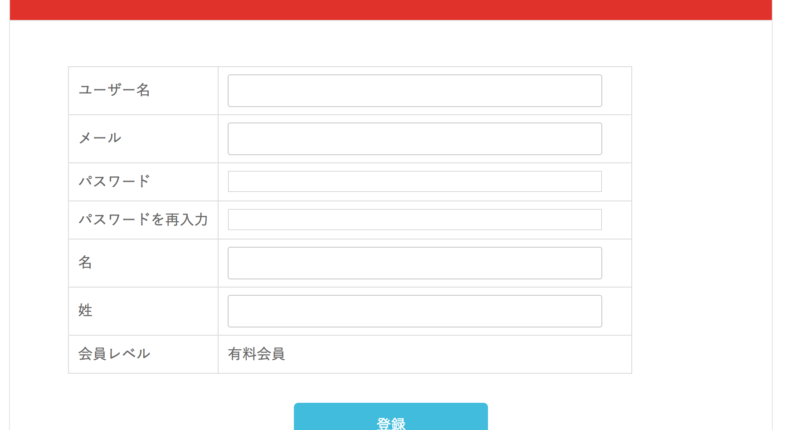 ユーザー名
メール
パスワード
パスワードを再入力
名
姓
会員レベル 有料会員
登録